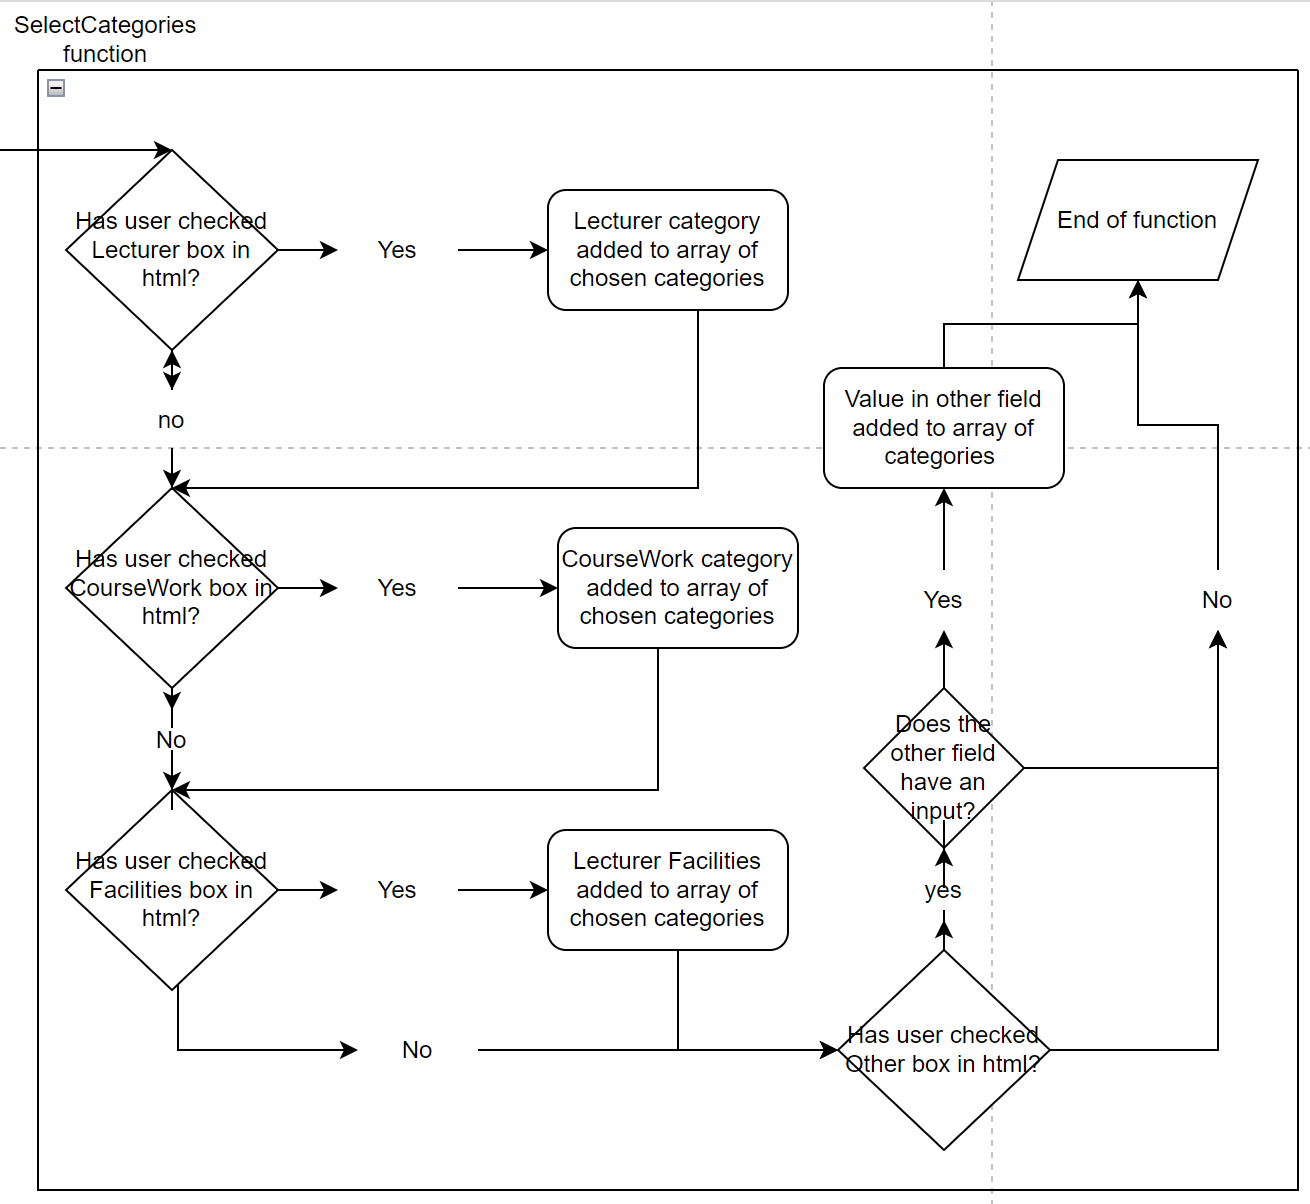 SelectCategories
function
Has user checked
Lecturer box in
html?
Yes
Lecturer category
added to array of
chosen categories
End of function
no
Value in other field
added to array of
categories
Has user checked
CourseWork box in
html?
Yes
CourseWork category
added to array of
chosen categories
Yes
No
No
Does the
other field
have an
input?
Has user checked
Facilities box in
html?
Yes
Lecturer Facilities
added to array of
chosen categories
yes
No
Has user checked
Other box in html?